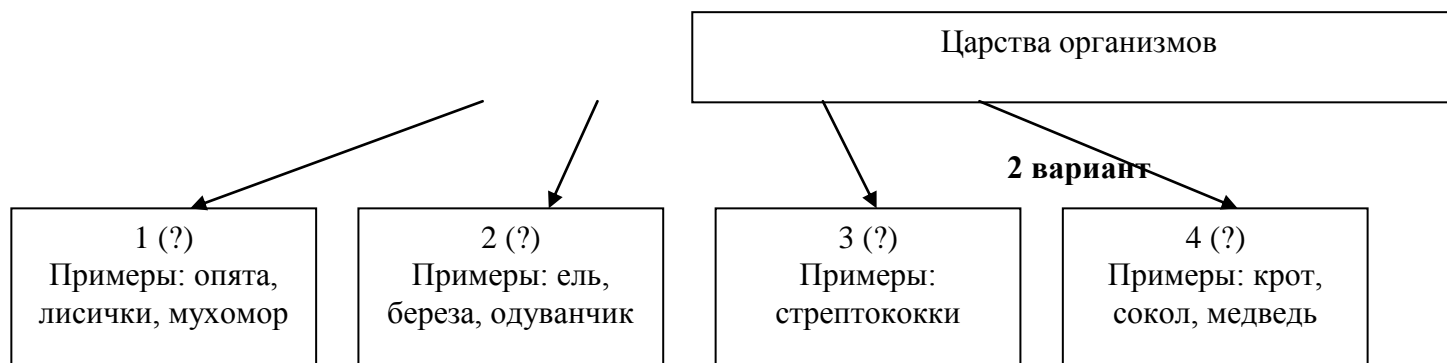 Царства организмов
2 вариант
1 (?)
Примеры: опята,
лисички, мухомор
2 (?)
Примеры: ель,
береза, одуванчик
3 (?)
Примеры:
стрептококки
4 (?)
Примеры: крот,
сокол, медведь